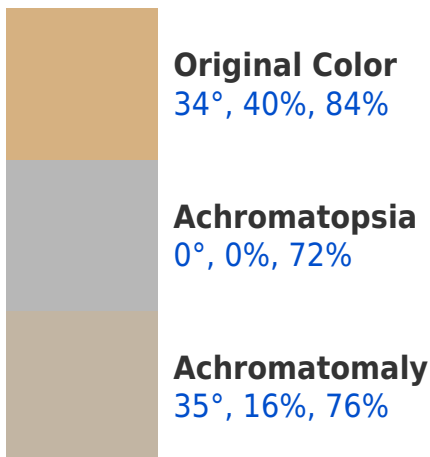 Original Color
34°, 40%, 84%
Achromatopsia
0°, 0%, 72%
Achromatomaly
35°, 16%, 76%